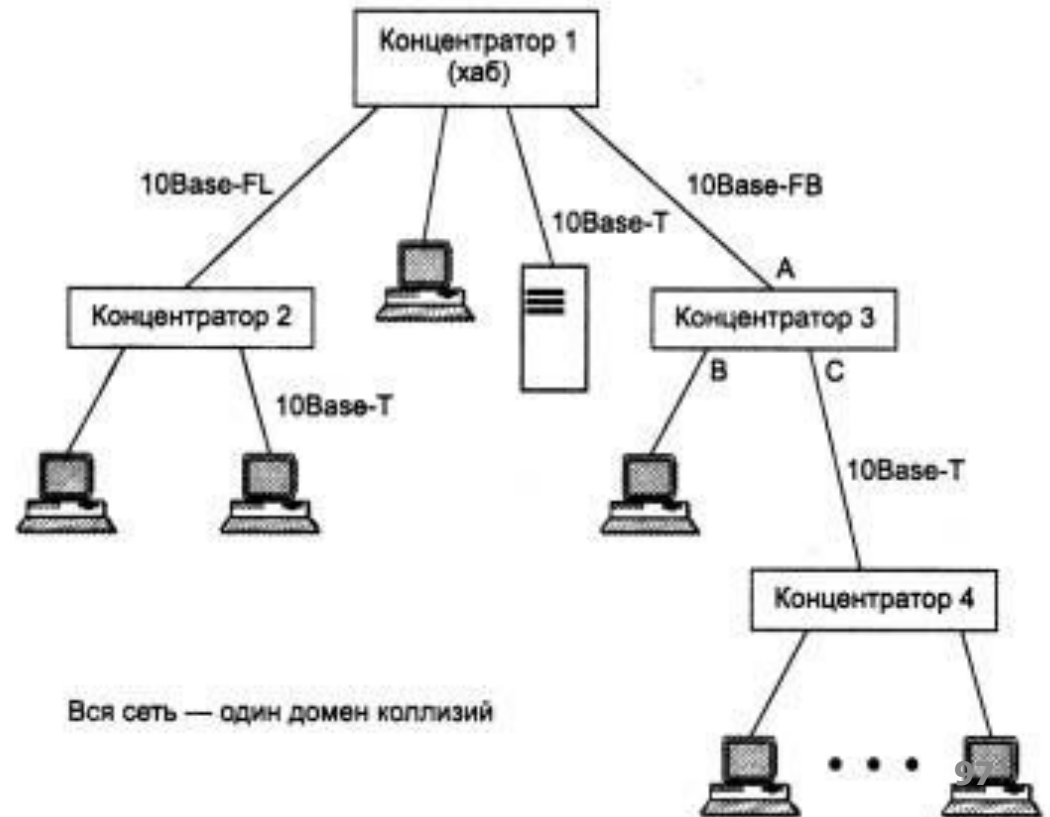 Концентратор 1
(хаб)
10Base-FL
10Base-FB
10Base-T
A
Концентратор 2
Концентратор 3
B
C
10Base-T
10Base-T
Концентратор 4
Вся сеть — один домен коллизий
97